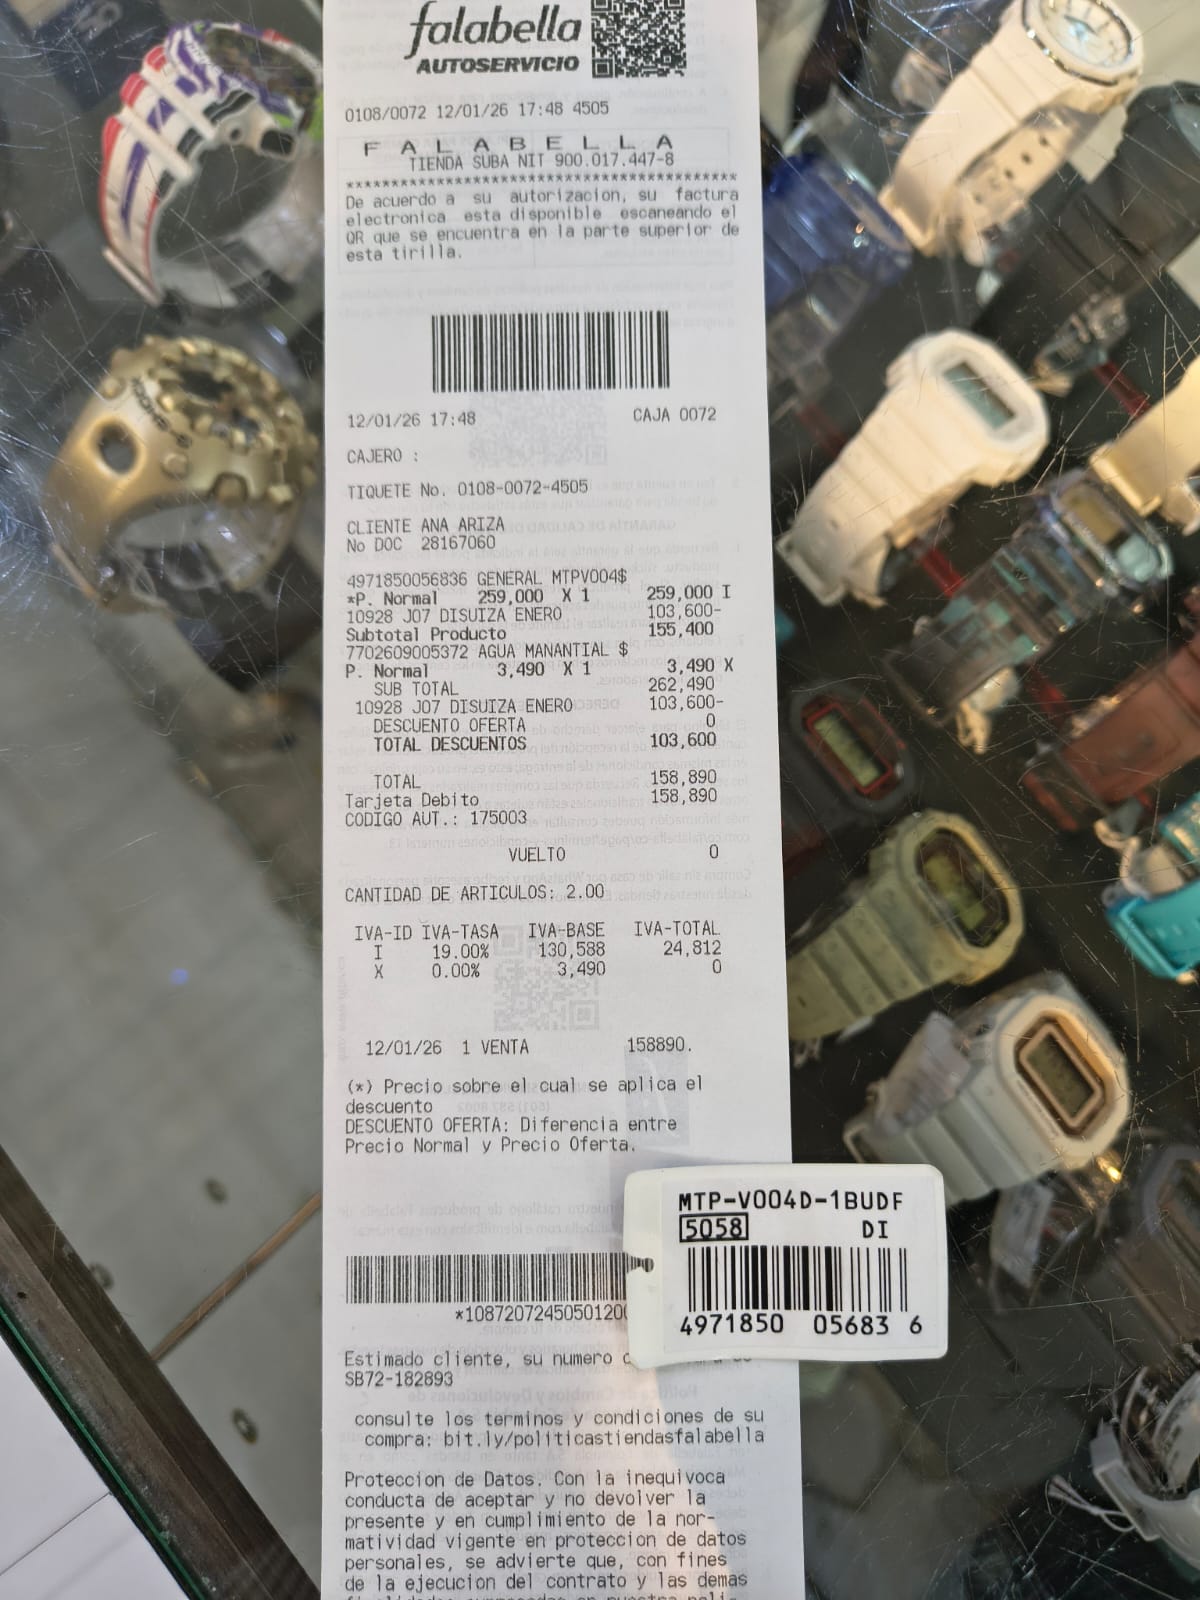 falabella
AUTOSERVICIO
0108/0072 12/01/26 17:48 4505
F A L A B E L L A
TIENDA SUBA NIT 900.017.447-8
******************************************
De acuerdo a su autorizacion, su factura
electronica esta disponible escaneando el
QR que se encuentra en la parte superior de
esta tirilla.
12/01/26 17:48 CAJA 0072
CAJERO :
TIQUETE No. 0108-0072-4505
CLIENTE ANA ARIZA
No DOC 28167060
4971850056836 GENERAL MTPV004$
*P. Normal 259,000 X 1 259,000 I
10928 J07 DISUIZA ENERO 103,600-
Subtotal Producto 155,400
7702609005372 AGUA MANANTIAL $
P. Normal 3,490 X 1 3,490 X
SUB TOTAL 262,490
10928 J07 DISUIZA ENERO 103,600-
DESCUENTO OFERTA 0
TOTAL DESCUENTOS 103,600
TOTAL 158,890
Tarjeta Debito 158,890
CODIGO AUT.: 175003
VUELTO 0
CANTIDAD DE ARTICULOS: 2.00
IVA-ID IVA-TASA IVA-BASE IVA-TOTAL
I 19.00% 130,588 24,812
X 0.00% 3,490 0
12/01/26 1 VENTA 158890.
(*) Precio sobre el cual se aplica el
descuento
DESCUENTO OFERTA: Diferencia entre
Precio Normal y Precio Oferta.
MTP-V004D-1BUDF
5058 DI
4971850 05683 6
*1087207245050120
Estimado cliente, su numero
SB72-182893
consulte los terminos y condiciones de su
compra: bit.ly/politicastiendasfalabella
Proteccion de Datos. Con la inequivoca
conducta de aceptar y no devolver la
presente y en cumplimiento de la nor-
matividad vigente en proteccion de datos
personales, se advierte que, con fines
de la ejecucion del contrato y las demas